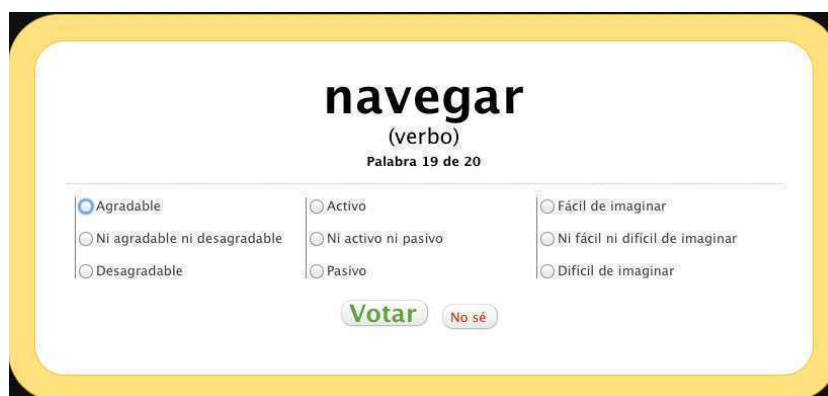 navegar
(verbo)
Palabra 19 de 20
Agradable
Ni agradable ni desagradable
Desagradable
Activo
Ni activo ni pasivo
Pasivo
Fácil de imaginar
Ni fácil ni difícil de imaginar
Difícil de imaginar
Votar
No sé